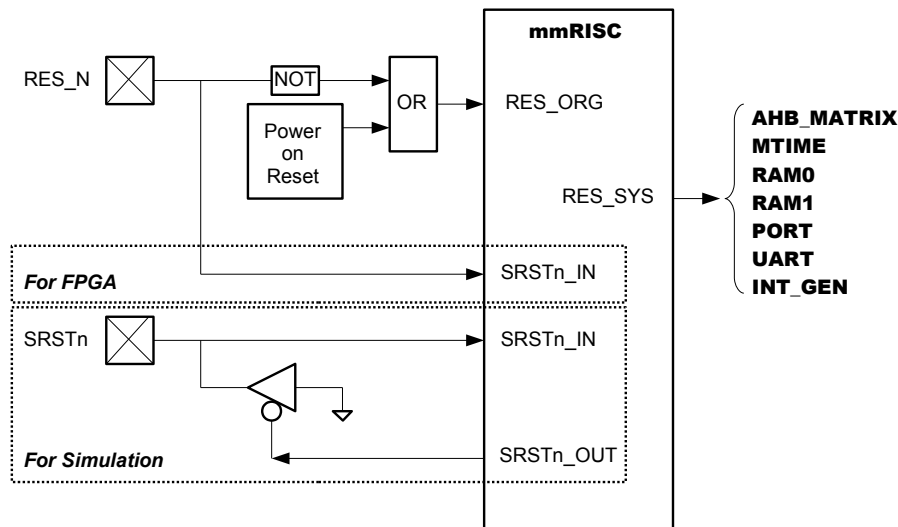 mmRISC
RES_N
NOT
OR
RES_ORG
Power
on
Reset
RES_SYS
AHB_MATRIX
MTIME
RAM0
RAM1
PORT
UART
INT_GEN
For FPGA
SRSTn_IN
SRSTn
SRSTn_IN
For Simulation
SRSTn_OUT